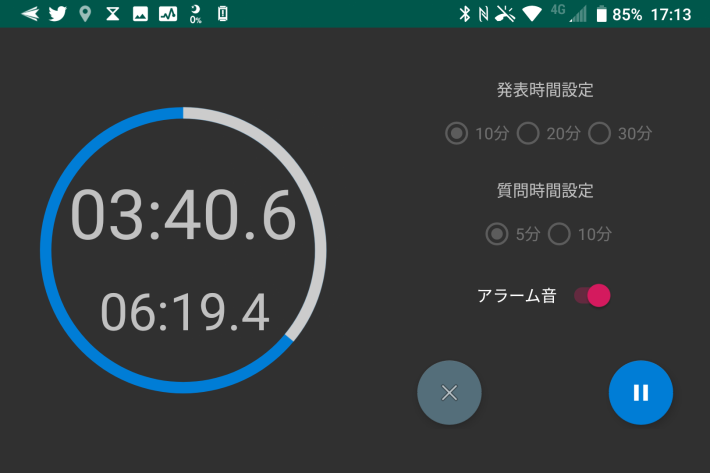 0% 4G 85% 17:13
発表時間設定
10分 20分 30分
03:40.6
質問時間設定
5分 10分
06:19.4
アラーム音